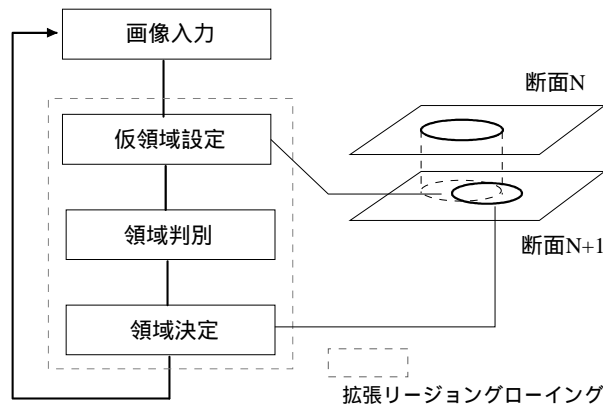 画像入力
断面N
仮領域設定
領域判別
断面N+1
領域決定
拡張リージョングローイング